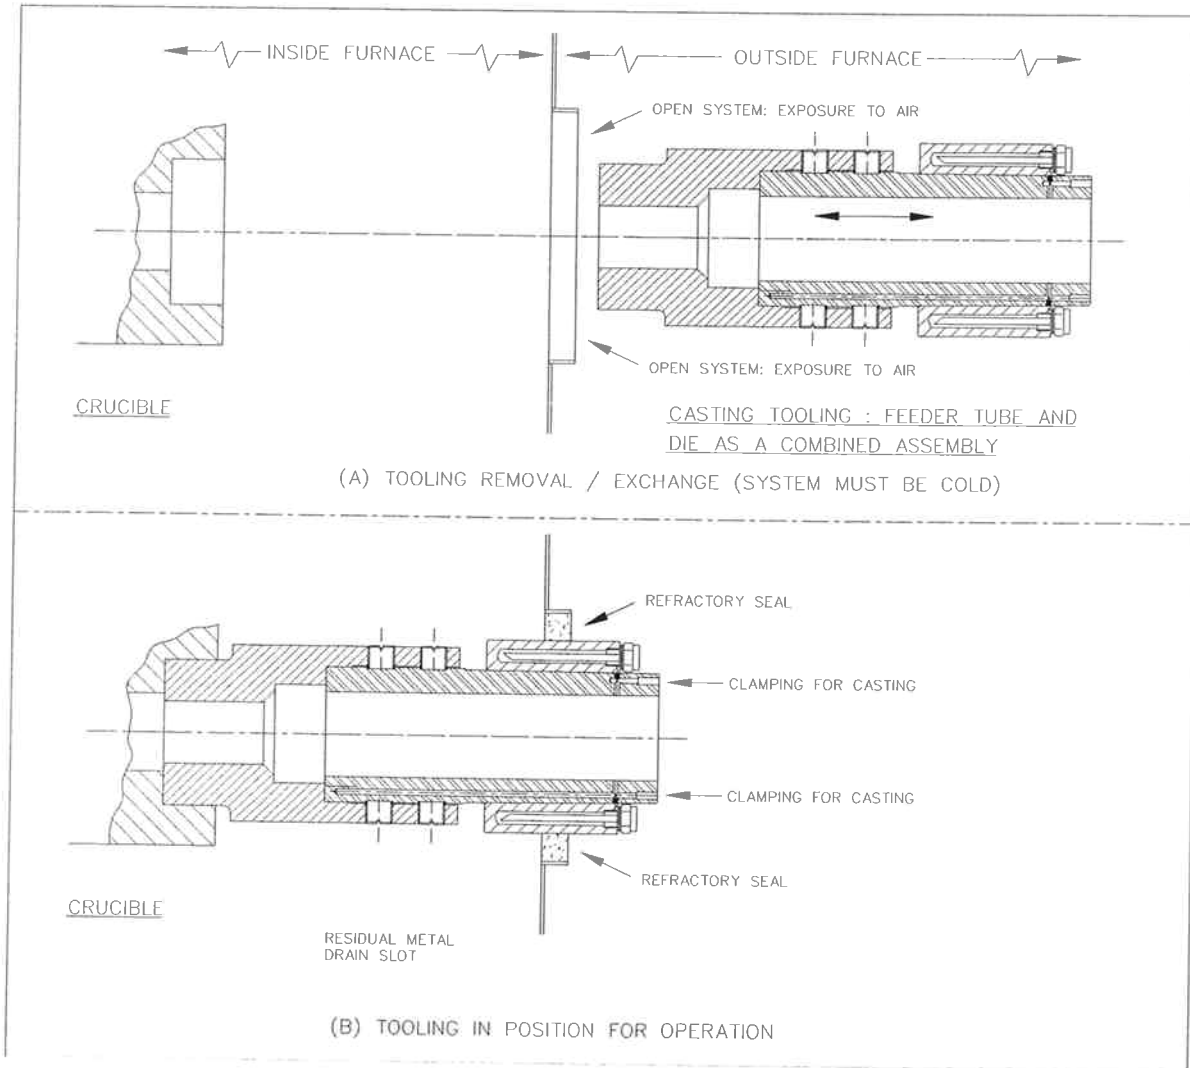 INSIDE FURNACE
OUTSIDE FURNACE
OPEN SYSTEM: EXPOSURE TO AIR
OPEN SYSTEM: EXPOSURE TO AIR
CRUCIBLE
CASTING TOOLING : FEEDER TUBE AND
DIE AS A COMBINED ASSEMBLY
(A) TOOLING REMOVAL / EXCHANGE (SYSTEM MUST BE COLD)
REFRACTORY SEAL
CLAMPING FOR CASTING
CLAMPING FOR CASTING
REFRACTORY SEAL
CRUCIBLE
RESIDUAL METAL
DRAIN SLOT
(B) TOOLING IN POSITION FOR OPERATION